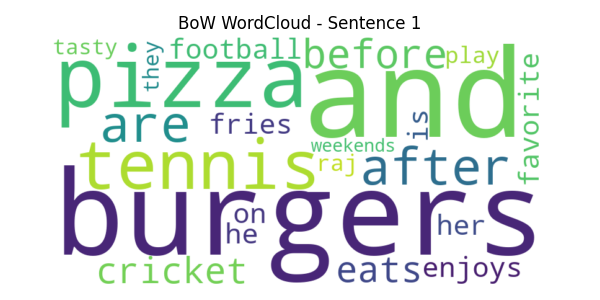 BoW WordCloud - Sentence 1
tasty they football before play
pizza and favorite
are fries is
tennis weekends raj after
burgers on he her
cricket eats enjoys